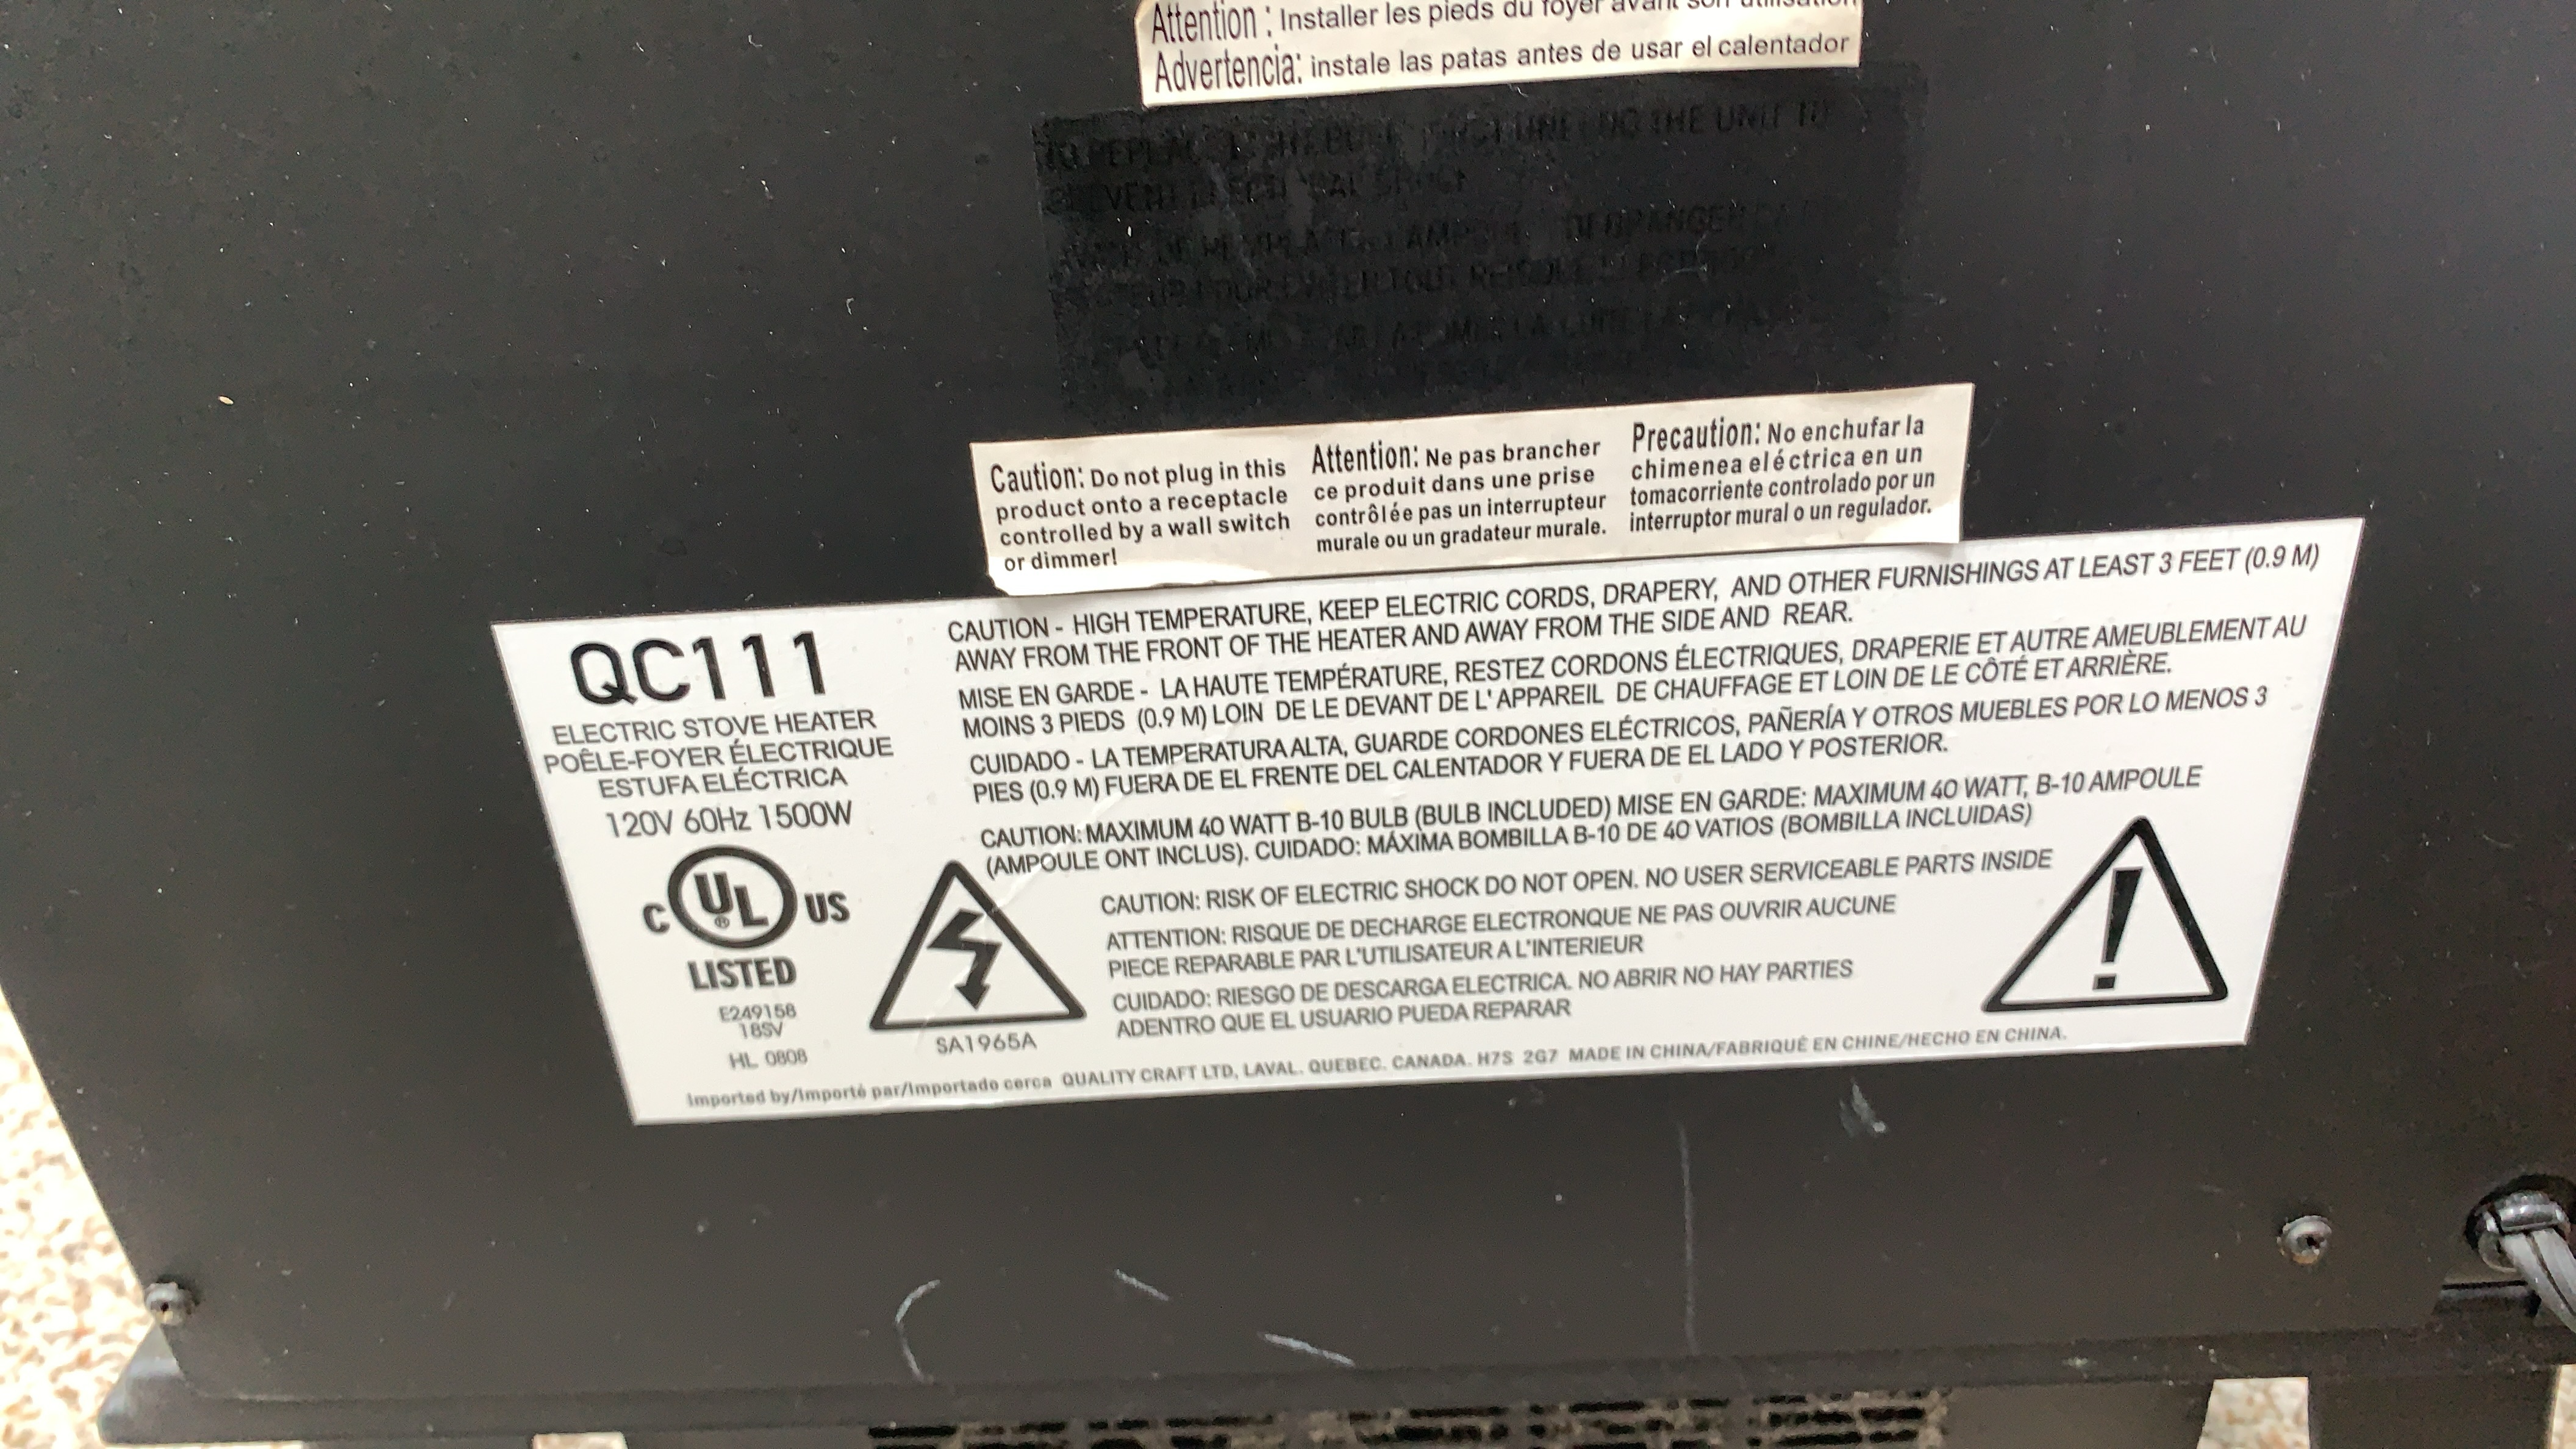 Attention : Installer les pieds du foyer avant son utilisation
Advertencia: instale las patas antes de usar el calentador
THE UNIT TO
Caution: Do not plug in this
product onto a receptacle
controlled by a wall switch
or dimmer!
Attention: Ne pas brancher
ce produit dans une prise
contrôlée pas un interrupteur
murale ou un gradateur murale.
Precaution: No enchufar la
chimenea eléctrica en un
tomacorriente controlado por un
interruptor mural o un regulador.
QC111
ELECTRIC STOVE HEATER
POÊLE-FOYER ÉLECTRIQUE
ESTUFA ELÉCTRICA
120V 60Hz 1500W
C UL® US
LISTED
E249158
18SV
HL 0808
CAUTION - HIGH TEMPERATURE, KEEP ELECTRIC CORDS, DRAPERY, AND OTHER FURNISHINGS AT LEAST 3 FEET (0.9 M)
AWAY FROM THE FRONT OF THE HEATER AND AWAY FROM THE SIDE AND REAR.
MISE EN GARDE - LA HAUTE TEMPÉRATURE, RESTEZ CORDONS ÉLECTRIQUES, DRAPERIE ET AUTRE AMEUBLEMENT AU
MOINS 3 PIEDS (0.9 M) LOIN DE LE DEVANT DE L'APPAREIL DE CHAUFFAGE ET LOIN DE LE CÔTÉ ET ARRIÈRE.
CUIDADO - LA TEMPERATURA ALTA, GUARDE CORDONES ELÉCTRICOS, PAÑERÍA Y OTROS MUEBLES POR LO MENOS 3
PIES (0.9 M) FUERA DE EL FRENTE DEL CALENTADOR Y FUERA DE EL LADO Y POSTERIOR.
CAUTION: MAXIMUM 40 WATT B-10 BULB (BULB INCLUDED) MISE EN GARDE: MAXIMUM 40 WATT, B-10 AMPOULE
(AMPOULE ONT INCLUS). CUIDADO: MÁXIMA BOMBILLA B-10 DE 40 VATIOS (BOMBILLA INCLUIDAS)
CAUTION: RISK OF ELECTRIC SHOCK DO NOT OPEN. NO USER SERVICEABLE PARTS INSIDE
ATTENTION: RISQUE DE DECHARGE ELECTRONQUE NE PAS OUVRIR AUCUNE
PIECE REPARABLE PAR L'UTILISATEUR A L'INTERIEUR
CUIDADO: RIESGO DE DESCARGA ELECTRICA. NO ABRIR NO HAY PARTIES
ADENTRO QUE EL USUARIO PUEDA REPARAR
SA1965A
Imported by/Importé par/Importado cerca QUALITY CRAFT LTD, LAVAL. QUEBEC. CANADA. H7S 2G7 MADE IN CHINA/FABRIQUÉ EN CHINE/HECHO EN CHINA.